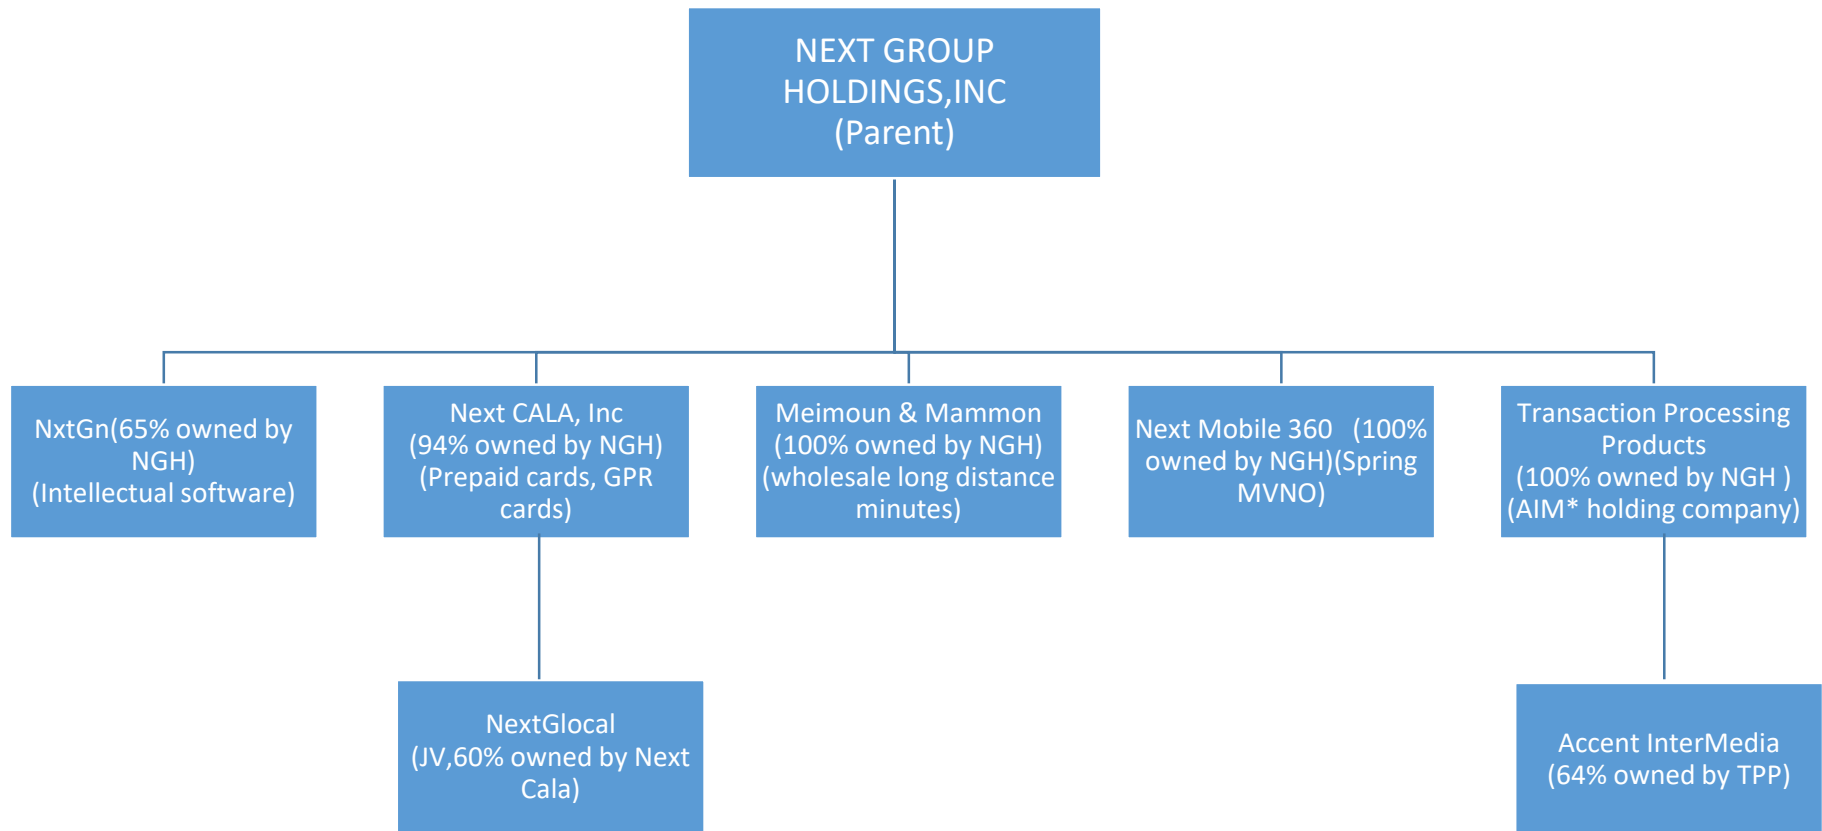 NEXT GROUP
HOLDINGS,INC
(Parent)
NxtGn(65% owned by
NGH)
(Intellectual software)
Next CALA, Inc
(94% owned by NGH)
(Prepaid cards, GPR
cards)
Meimoun & Mammon
(100% owned by NGH)
(wholesale long distance
minutes)
Next Mobile 360 (100%
owned by NGH)(Spring
MVNO)
Transaction Processing
Products
(100% owned by NGH )
(AIM* holding company)
NextGlocal
(JV,60% owned by Next
Cala)
Accent InterMedia
(64% owned by TPP)